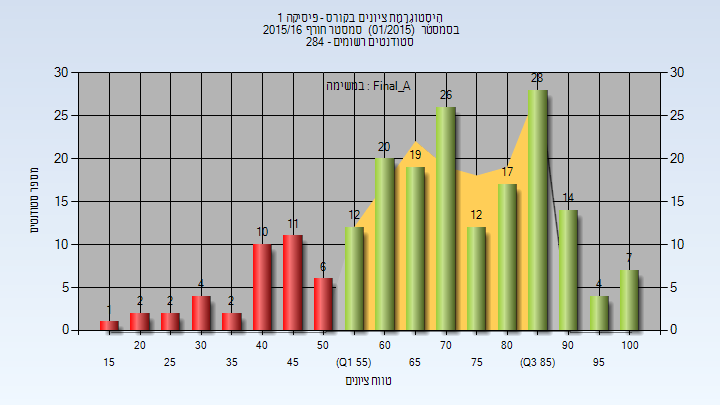 היסטוגרמת ציונים בקורס - פיסיקה 1
בסמסטר (01/2015) סמסטר חורף 2015/16
סטודנטים רשומים - 284
במשימה : Final_A
30 25 20 15 10 5 0
מספר סטודנטים
1 2 2 4 2 10 11 6 12 20 19 26 12 17 28 14 4 7
30 25 20 15 10 5 0
20 30 40 50 60 70 80 90 100
15 25 35 45 (Q1 55) 65 75 (Q3 85) 95
טווח ציונים